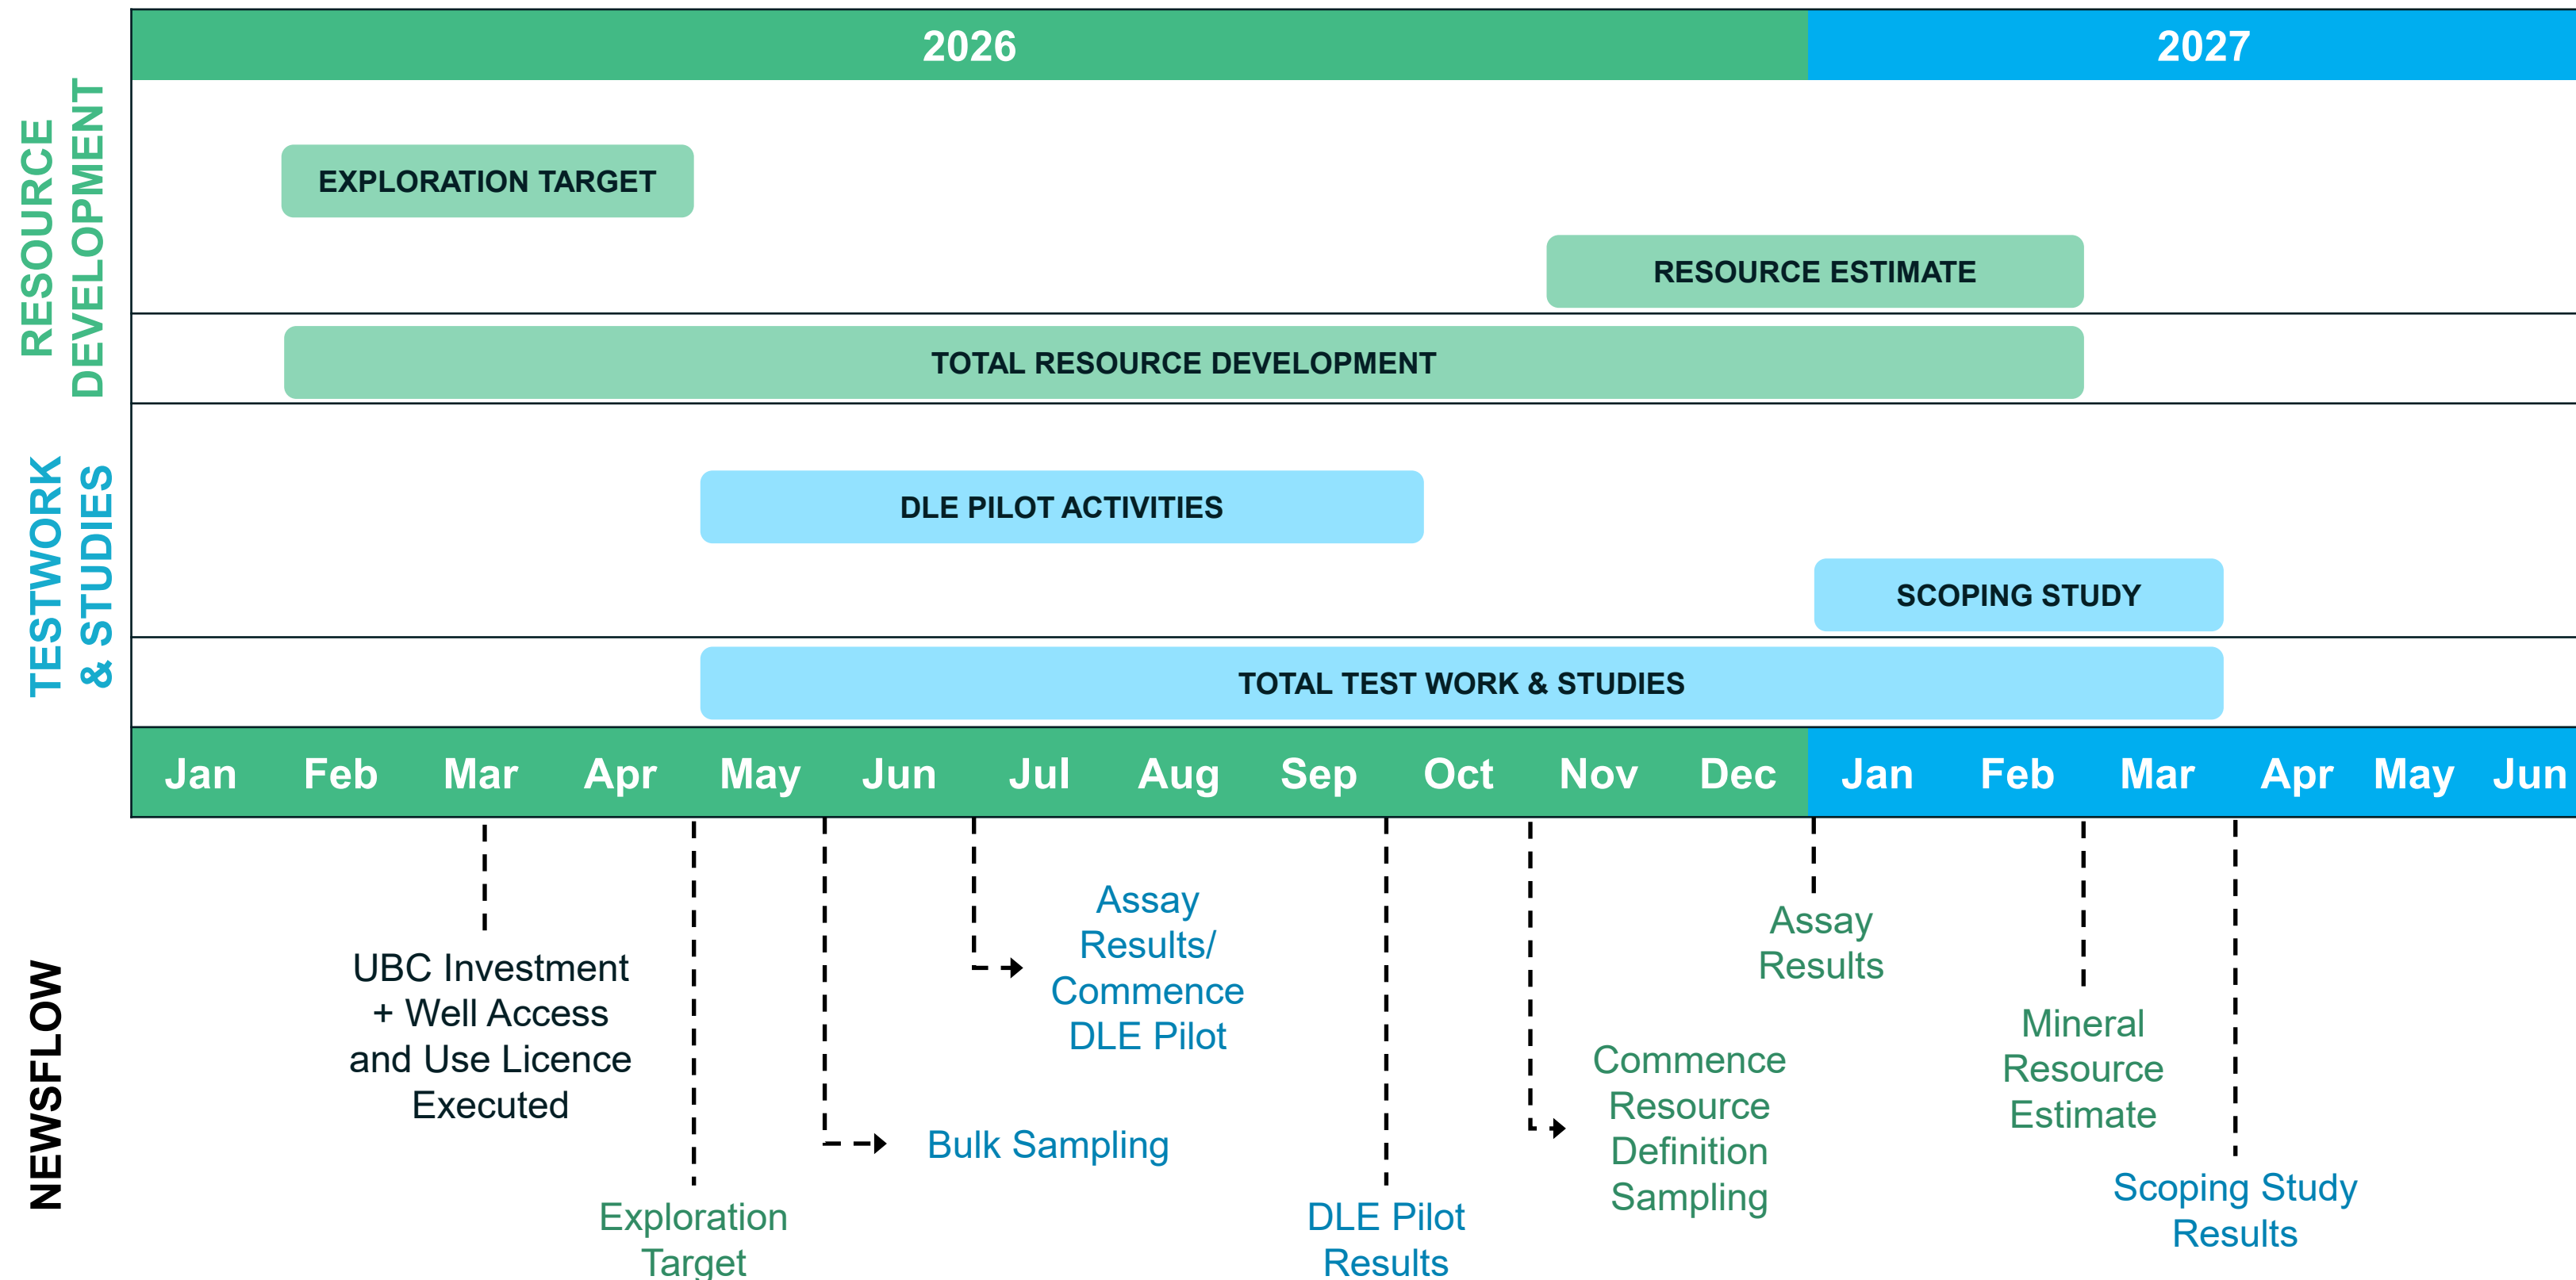 2026
2027
RESOURCE
DEVELOPMENT
EXPLORATION TARGET
RESOURCE ESTIMATE
TOTAL RESOURCE DEVELOPMENT
TESTWORK
& STUDIES
DLE PILOT ACTIVITIES
SCOPING STUDY
TOTAL TEST WORK & STUDIES
Jan Feb Mar Apr May Jun Jul Aug Sep Oct Nov Dec Jan Feb Mar Apr May Jun
NEWSFLOW
UBC Investment
+ Well Access
and Use Licence
Executed
Exploration
Target
Bulk Sampling
Assay
Results/
Commence
DLE Pilot
DLE Pilot
Results
Commence
Resource
Definition
Sampling
Assay
Results
Mineral
Resource
Estimate
Scoping Study
Results